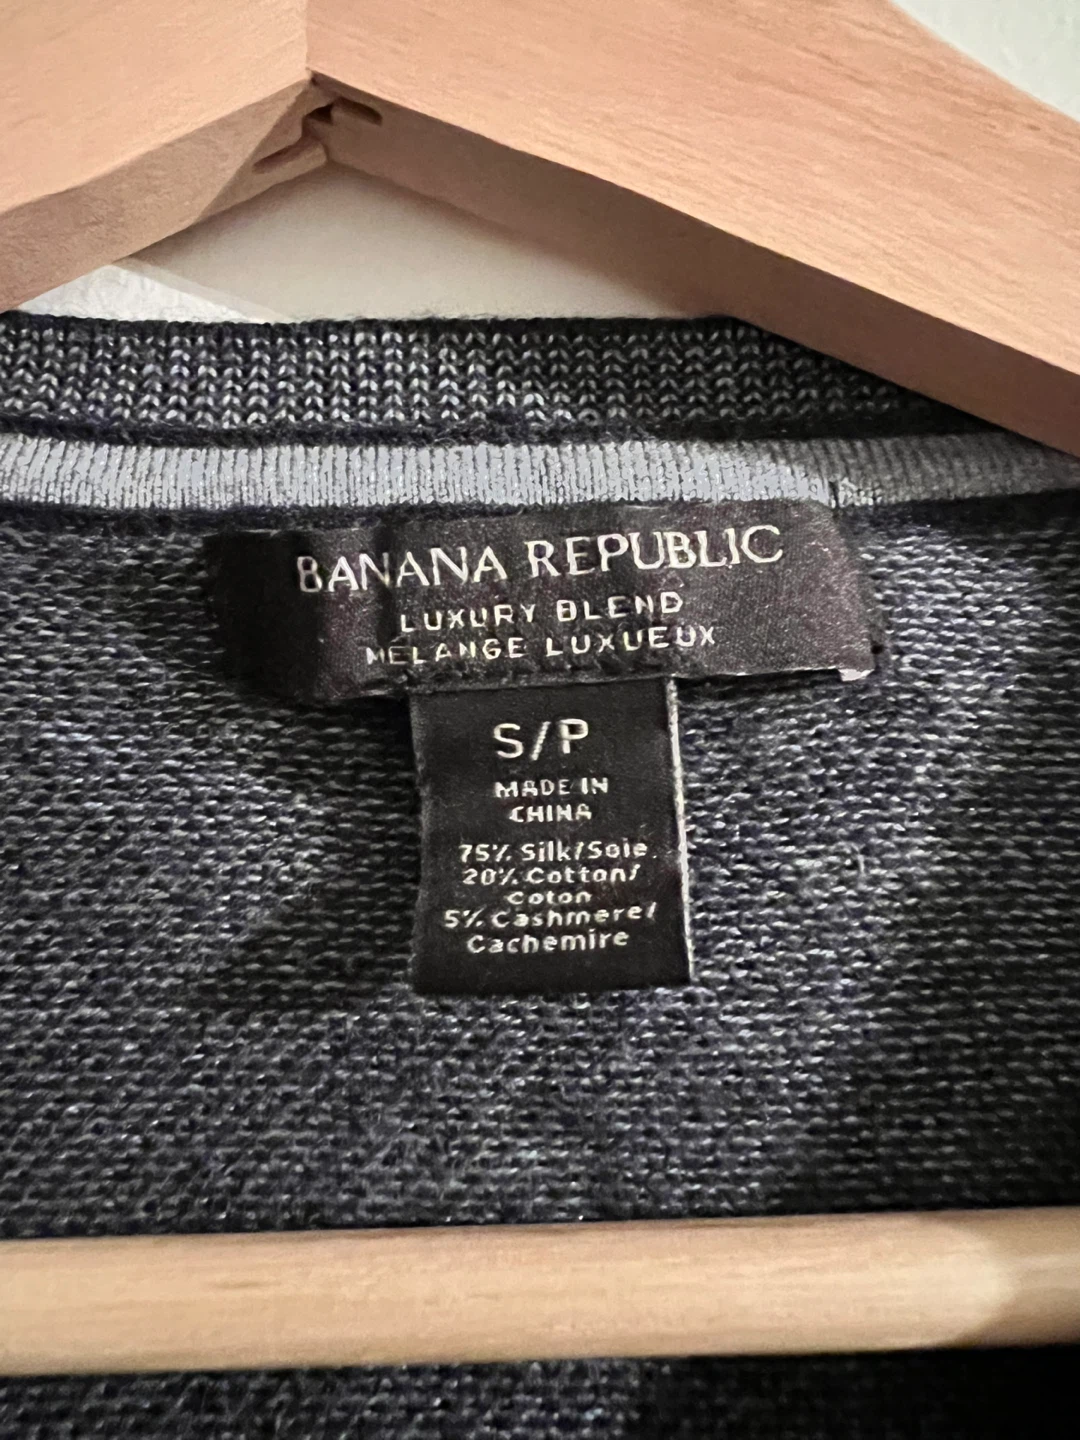 BANANA REPUBLIC
LUXURY BLEND
MÉLANGE LUXUEUX
S/P
MADE IN
CHINA
75% Silk/Soie
20% Cotton/
Coton
5% Cashmere/
Cachemire